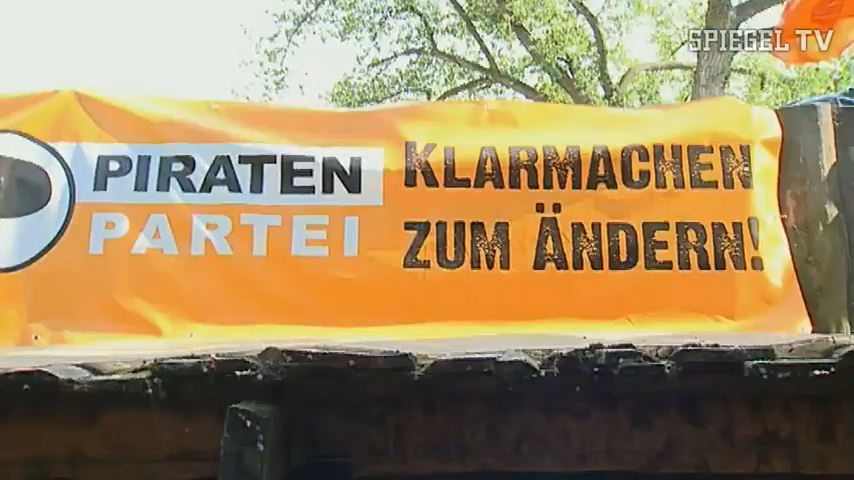 SPIEGEL TV
PIRATEN
PARTEI
KLARMACHEN
ZUM ÄNDERN!